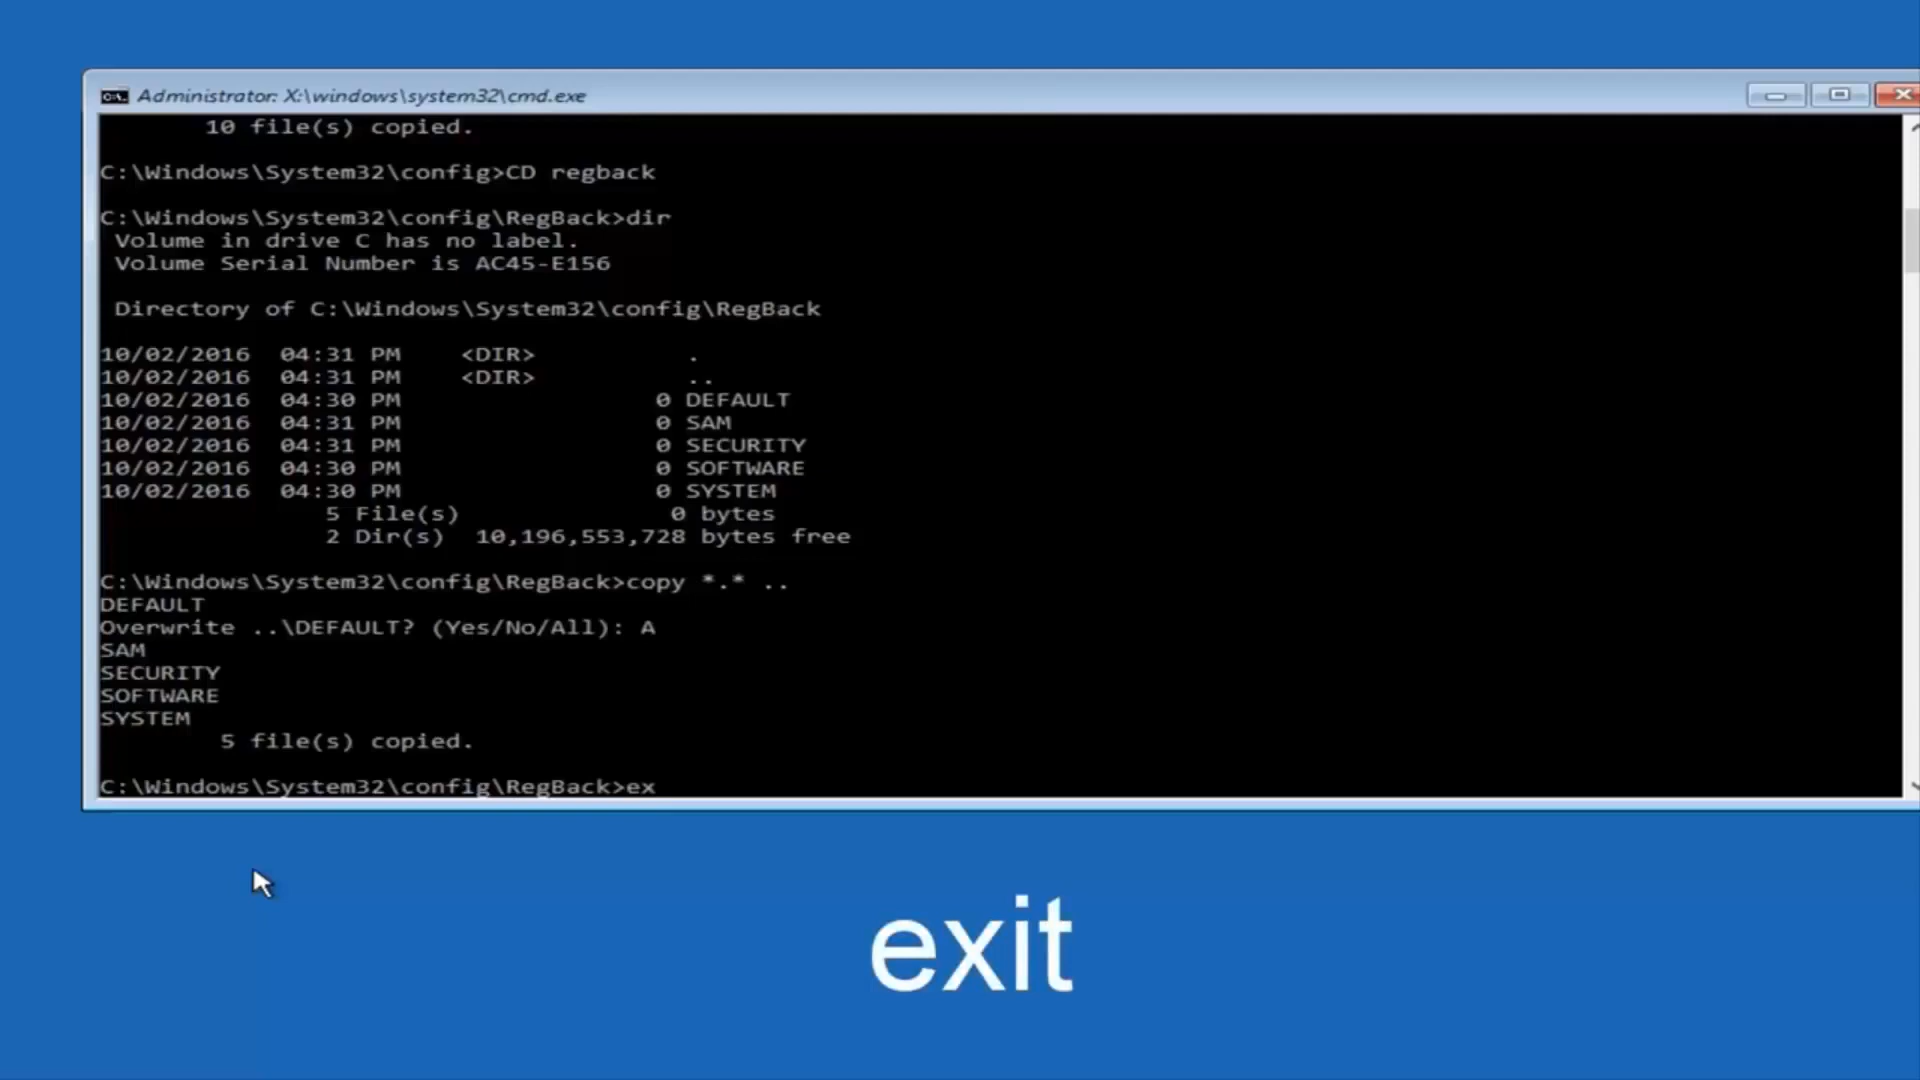 Administrator: X:\windows\system32\cmd.exe
10 file(s) copied.
C:\Windows\System32\config>CD regback
C:\Windows\System32\config\RegBack>dir
Volume in drive C has no label.
Volume Serial Number is AC45-E156
Directory of C:\Windows\System32\config\RegBack
10/02/2016 04:31 PM <DIR> .
10/02/2016 04:31 PM <DIR> ..
10/02/2016 04:30 PM 0 DEFAULT
10/02/2016 04:31 PM 0 SAM
10/02/2016 04:31 PM 0 SECURITY
10/02/2016 04:30 PM 0 SOFTWARE
10/02/2016 04:30 PM 0 SYSTEM
5 File(s) 0 bytes
2 Dir(s) 10,196,553,728 bytes free
C:\Windows\System32\config\RegBack>copy *.* ..
DEFAULT
Overwrite ..\DEFAULT? (Yes/No/All): A
SAM
SECURITY
SOFTWARE
SYSTEM
5 file(s) copied.
C:\Windows\System32\config\RegBack>ex
exit